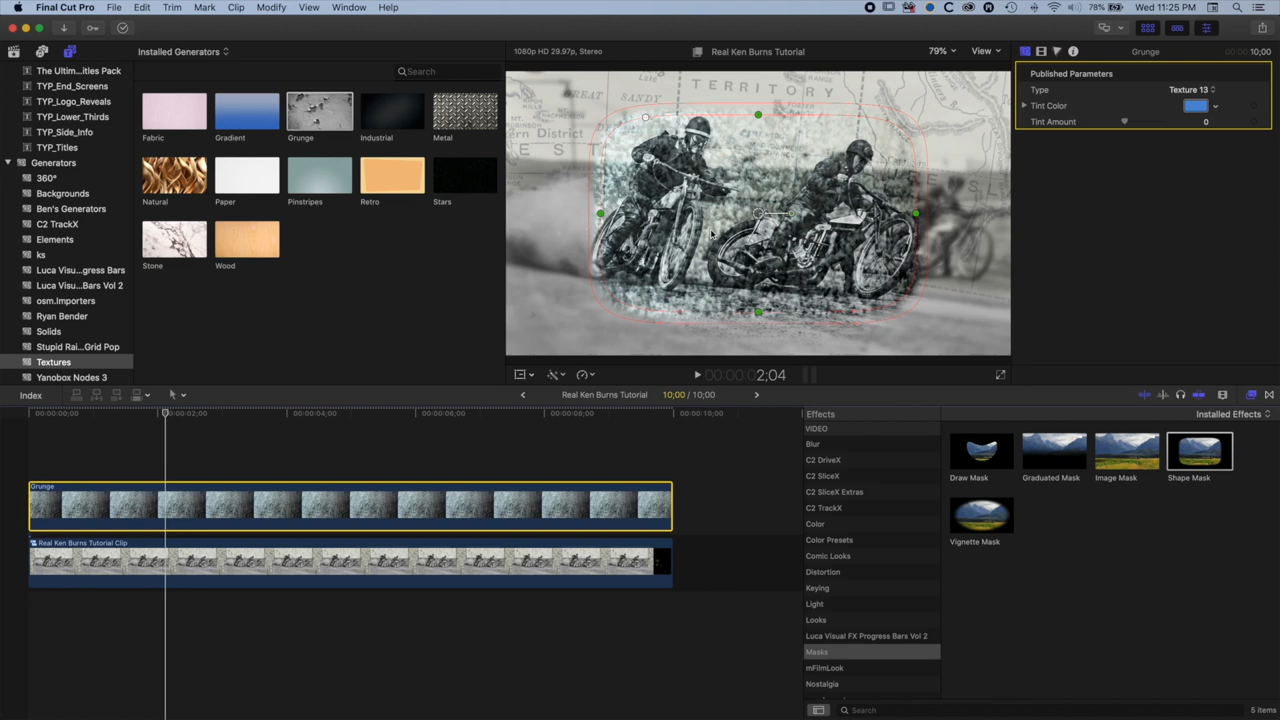 Final Cut Pro File Edit Trim Mark Clip Modify View Window Help 78% Wed 11:25 PM
Installed Generators
1080p HD 29.97p, Stereo Real Ken Burns Tutorial 79% View
Grunge 10;00
Search
The Ultim...itles Pack
TYP_End_Screens
TYP_Logo_Reveals
TYP_Lower_Thirds
TYP_Side_Info
TYP_Titles
Generators
360°
Backgrounds
Ben's Generators
C2 TrackX
Elements
ks
Luca Visu...gress Bars
Luca Visu...Bars Vol 2
osm.Importers
Ryan Bender
Solids
Stupid Rai...Grid Pop
Textures
Yanobox Nodes 3
Fabric Gradient Grunge Industrial Metal
Natural Paper Pinstripes Retro Stars
Stone Wood
GREAT
SANDY
TERRITORY
Published Parameters
Type Texture 13
Tint Color
Tint Amount 0
2;04
Index
Real Ken Burns Tutorial 10;00 / 10;00
Effects Installed Effects
00:00:00;00 00:00:02;00 00:00:04;00 00:00:06;00 00:00:08;00 00:00:10;00
Grunge
Real Ken Burns Tutorial Clip
VIDEO
Blur
C2 DriveX
C2 SliceX
C2 SliceX Extras
C2 TrackX
Color
Color Presets
Comic Looks
Distortion
Keying
Light
Looks
Luca Visual FX Progress Bars Vol 2
Masks
mFilmLook
Nostalgia
Draw Mask Graduated Mask Image Mask Shape Mask
Vignette Mask
Search
5 items